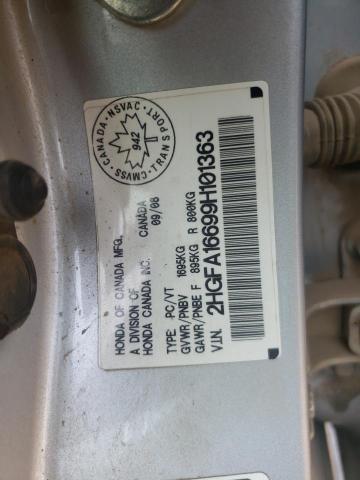 HONDA OF CANADA MFG,
A DIVISION OF CANADA
HONDA CANADA INC. 09/08
TYPE PC/VT
GVWR/PNBV 1695KG
GAWR/PNBE F 895KG R 800KG
V.I.N. 2HGFA16699H101363
CANADA · NSVAC · TRANSPORT · CMVSS ·
942